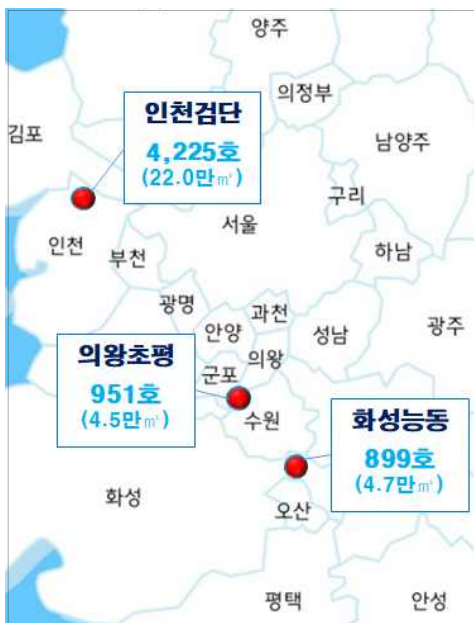 양주
의정부
인천검단
4,225호
(22.0만㎡)
김포
남양주
구리
서울
인천
부천
하남
광명
과천
안양
성남
광주
의왕초평
951호
(4.5만㎡)
의왕
군포
수원
화성능동
899호
(4.7만㎡)
화성
오산
평택
안성